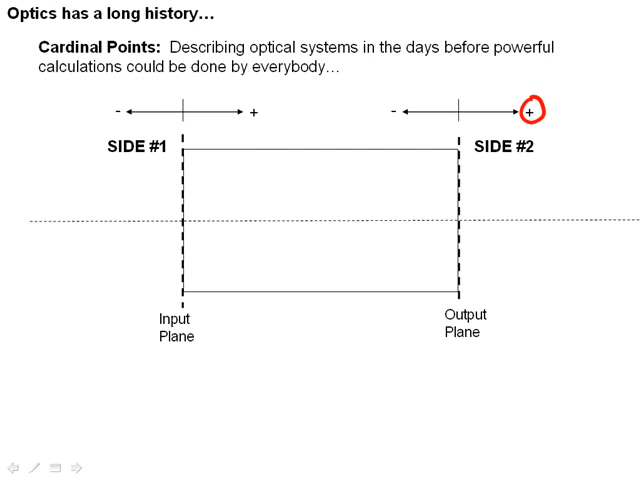 Optics has a long history…
Cardinal Points: Describing optical systems in the days before powerful
calculations could be done by everybody…
- + - +
SIDE #1 SIDE #2
Input
Plane
Output
Plane